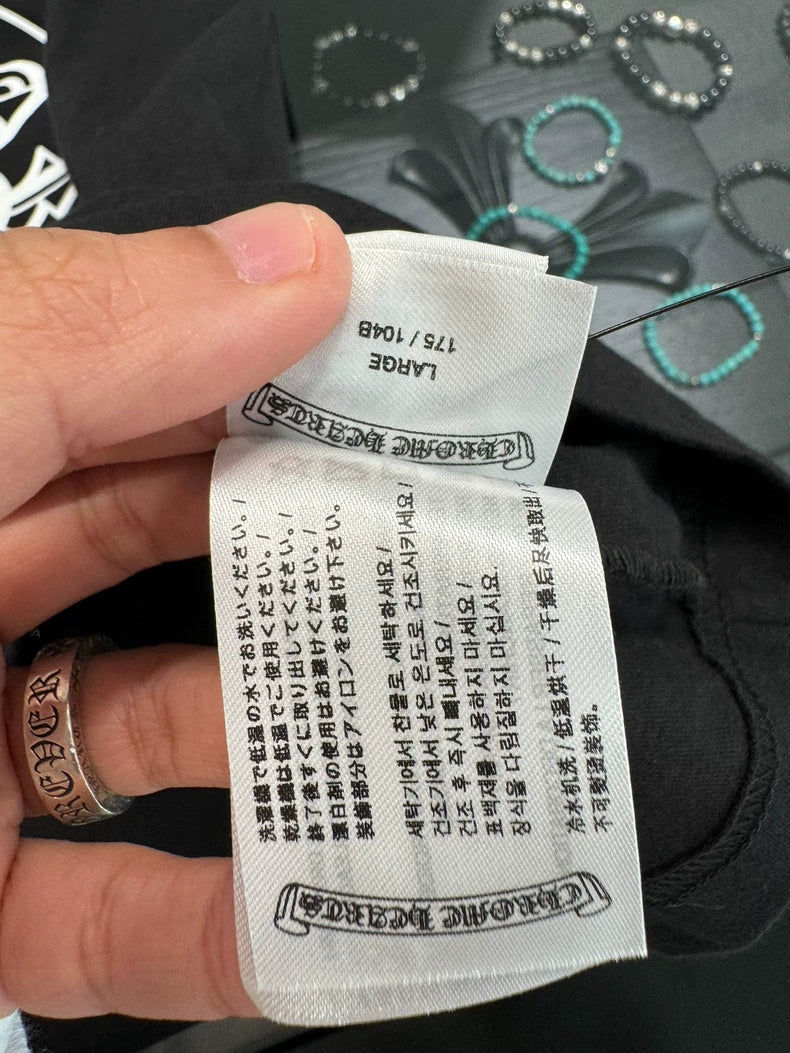 CHROME HEARTS
LARGE
175 / 104B
洗濯機で低温の水でお洗いください。/
乾燥機は低温でご使用ください。/
終了後すぐに取り出してください。/
漂白剤の使用はお避けください。/
装飾部分はアイロンをお避け下さい。
세탁기에서 찬물로 세탁하세요/
건조기에서 낮은 온도로 건조시키세요/
건조 후 즉시 빼내세요/
표백제를 사용하지 마세요/
장식을 다림질하지 마십시요.
冷水机洗 / 低温烘干 / 干燥后尽快取出/
不可熨烫装饰。
CHROME HEARTS